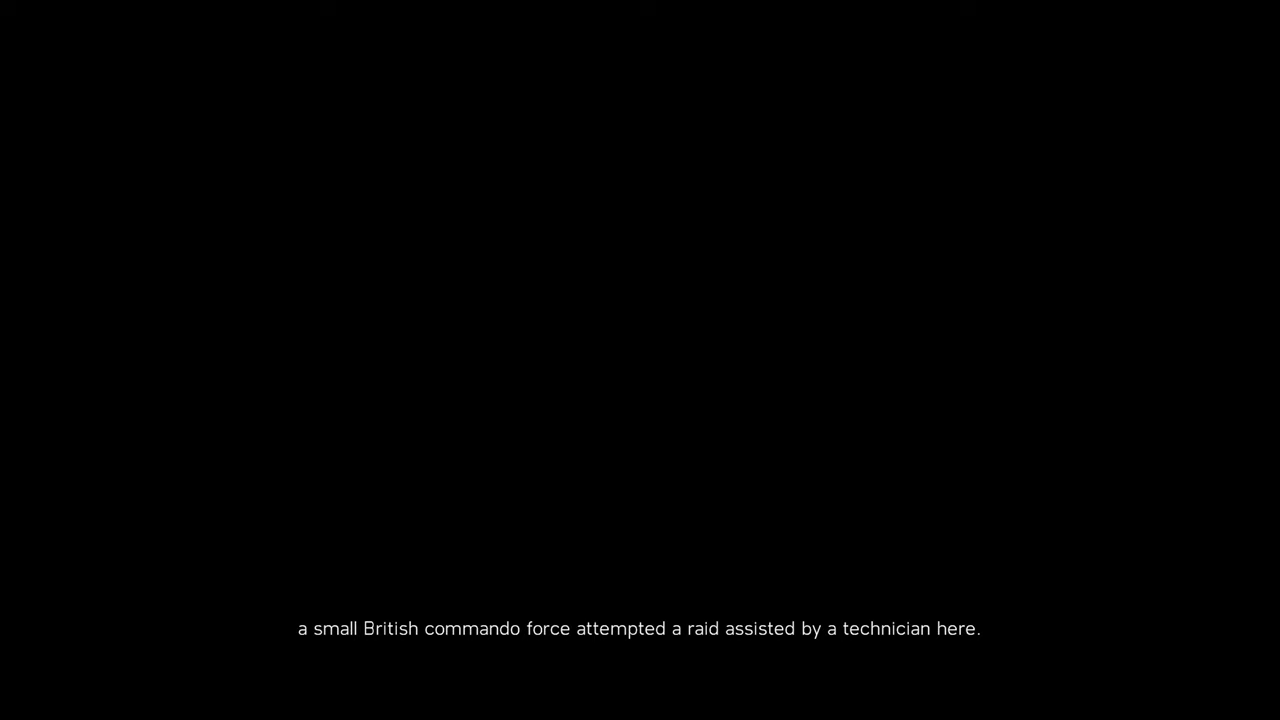 a small British commando force attempted a raid assisted by a technician here.